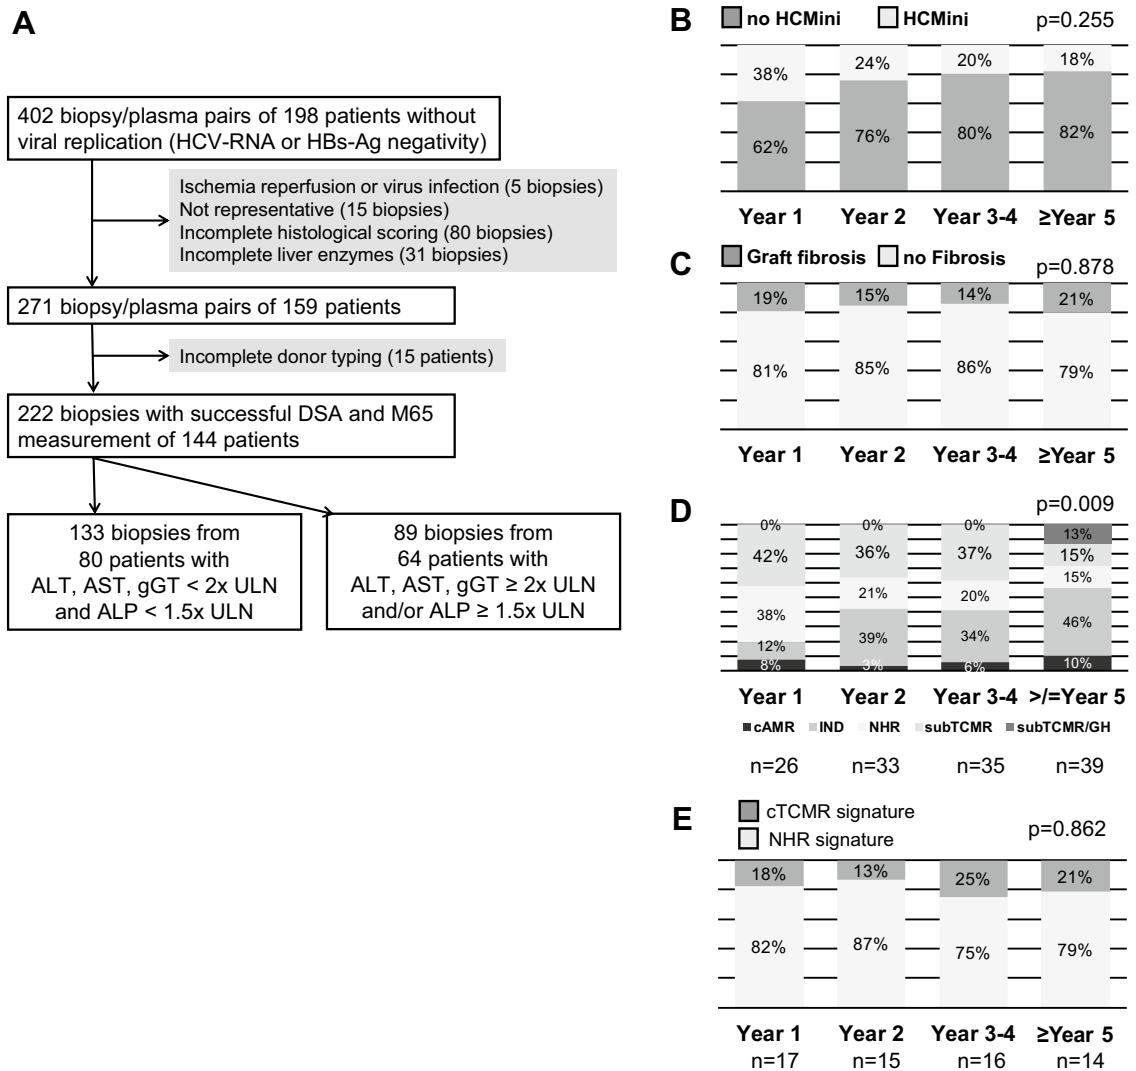 A
402 biopsy/plasma pairs of 198 patients without
viral replication (HCV-RNA or HBs-Ag negativity)
Ischemia reperfusion or virus infection (5 biopsies)
Not representative (15 biopsies)
Incomplete histological scoring (80 biopsies)
Incomplete liver enzymes (31 biopsies)
271 biopsy/plasma pairs of 159 patients
Incomplete donor typing (15 patients)
222 biopsies with successful DSA and M65
measurement of 144 patients
133 biopsies from
80 patients with
ALT, AST, gGT < 2x ULN
and ALP < 1.5x ULN
89 biopsies from
64 patients with
ALT, AST, gGT ≥ 2x ULN
and/or ALP ≥ 1.5x ULN
B
no HCMini HCMini p=0.255
38% 24% 20% 18%
62% 76% 80% 82%
Year 1 Year 2 Year 3-4 ≥Year 5
C
Graft fibrosis no Fibrosis p=0.878
19% 15% 14% 21%
81% 85% 86% 79%
Year 1 Year 2 Year 3-4 ≥Year 5
D
p=0.009
0% 0% 0% 13%
42% 36% 37% 15%
38% 21% 20% 15%
12% 39% 34% 46%
8% 3% 6% 10%
Year 1 Year 2 Year 3-4 >/=Year 5
cAMR IND NHR subTCMR subTCMR/GH
n=26 n=33 n=35 n=39
E
cTCMR signature
NHR signature
p=0.862
18% 13% 25% 21%
82% 87% 75% 79%
Year 1 Year 2 Year 3-4 ≥Year 5
n=17 n=15 n=16 n=14